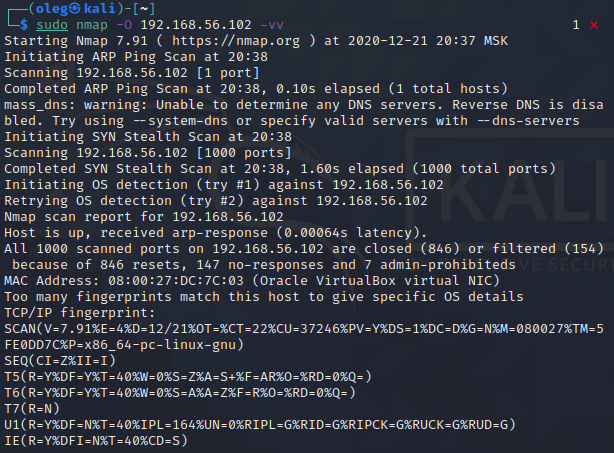 ┌──(oleg㉿kali)-[~]
└─$ sudo nmap -O 192.168.56.102 -vv 1 ⨯
Starting Nmap 7.91 ( https://nmap.org ) at 2020-12-21 20:37 MSK
Initiating ARP Ping Scan at 20:38
Scanning 192.168.56.102 [1 port]
Completed ARP Ping Scan at 20:38, 0.10s elapsed (1 total hosts)
mass_dns: warning: Unable to determine any DNS servers. Reverse DNS is disa
bled. Try using --system-dns or specify valid servers with --dns-servers
Initiating SYN Stealth Scan at 20:38
Scanning 192.168.56.102 [1000 ports]
Completed SYN Stealth Scan at 20:38, 1.60s elapsed (1000 total ports)
Initiating OS detection (try #1) against 192.168.56.102
Retrying OS detection (try #2) against 192.168.56.102
Nmap scan report for 192.168.56.102
Host is up, received arp-response (0.00064s latency).
All 1000 scanned ports on 192.168.56.102 are closed (846) or filtered (154)
 because of 846 resets, 147 no-responses and 7 admin-prohibiteds
MAC Address: 08:00:27:DC:7C:03 (Oracle VirtualBox virtual NIC)
Too many fingerprints match this host to give specific OS details
TCP/IP fingerprint:
SCAN(V=7.91%E=4%D=12/21%OT=%CT=22%CU=37246%PV=Y%DS=1%DC=D%G=N%M=080027%TM=5
FE0DD7C%P=x86_64-pc-linux-gnu)
SEQ(CI=Z%II=I)
T5(R=Y%DF=Y%T=40%W=0%S=Z%A=S+%F=AR%O=%RD=0%Q=)
T6(R=Y%DF=Y%T=40%W=0%S=A%A=Z%F=R%O=%RD=0%Q=)
T7(R=N)
U1(R=Y%DF=N%T=40%IPL=164%UN=0%RIPL=G%RID=G%RIPCK=G%RUCK=G%RUD=G)
IE(R=Y%DFI=N%T=40%CD=S)
KALI